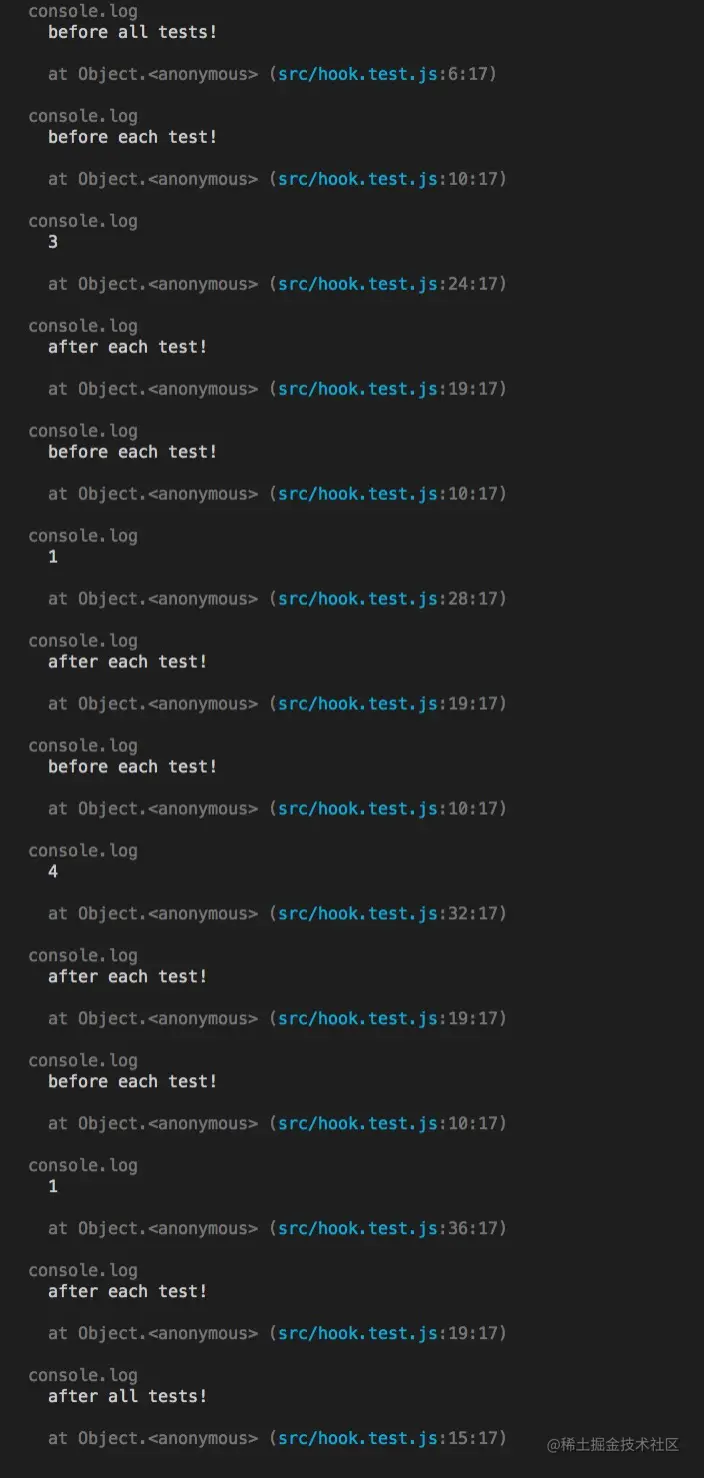 console.log
before all tests!
at Object.<anonymous> (src/hook.test.js:6:17)
console.log
before each test!
at Object.<anonymous> (src/hook.test.js:10:17)
console.log
3
at Object.<anonymous> (src/hook.test.js:24:17)
console.log
after each test!
at Object.<anonymous> (src/hook.test.js:19:17)
console.log
before each test!
at Object.<anonymous> (src/hook.test.js:10:17)
console.log
1
at Object.<anonymous> (src/hook.test.js:28:17)
console.log
after each test!
at Object.<anonymous> (src/hook.test.js:19:17)
console.log
before each test!
at Object.<anonymous> (src/hook.test.js:10:17)
console.log
4
at Object.<anonymous> (src/hook.test.js:32:17)
console.log
after each test!
at Object.<anonymous> (src/hook.test.js:19:17)
console.log
before each test!
at Object.<anonymous> (src/hook.test.js:10:17)
console.log
1
at Object.<anonymous> (src/hook.test.js:36:17)
console.log
after each test!
at Object.<anonymous> (src/hook.test.js:19:17)
console.log
after all tests!
at Object.<anonymous> (src/hook.test.js:15:17)
@稀土掘金技术社区